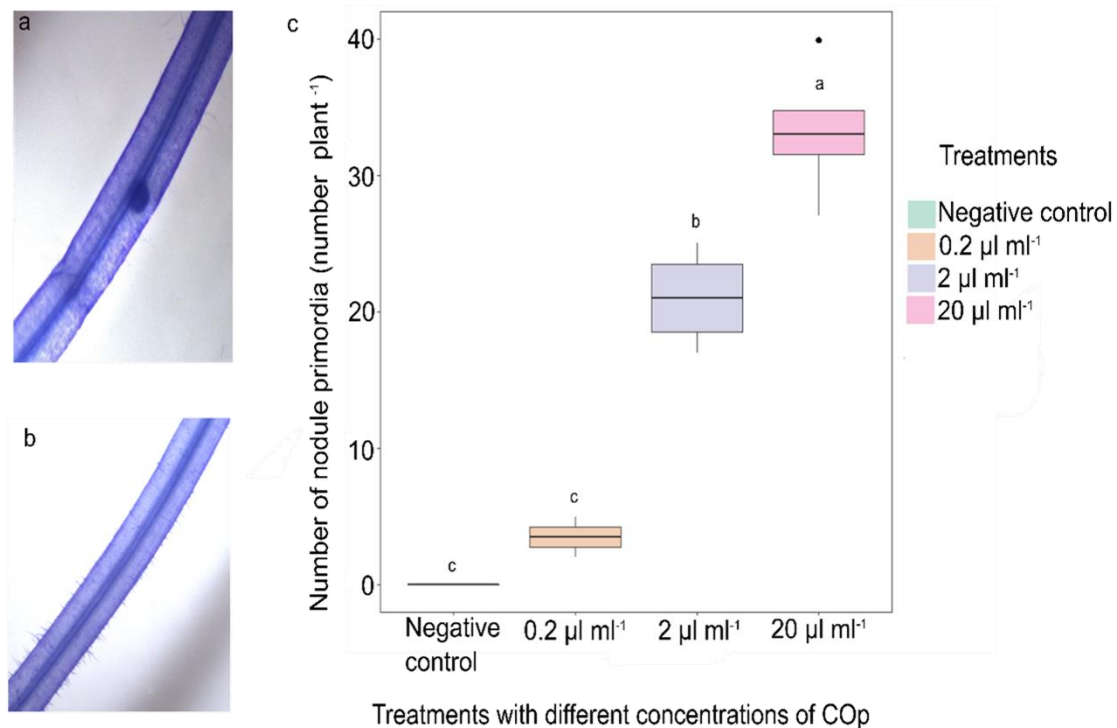 a
b
c
Number of nodule primordia (number plant ⁻¹)
40
30
20
10
0
c
c
b
a
Negative control
0.2 µl ml⁻¹
2 µl ml⁻¹
20 µl ml⁻¹
Treatments with different concentrations of COp
Treatments
Negative control
0.2 µl ml⁻¹
2 µl ml⁻¹
20 µl ml⁻¹